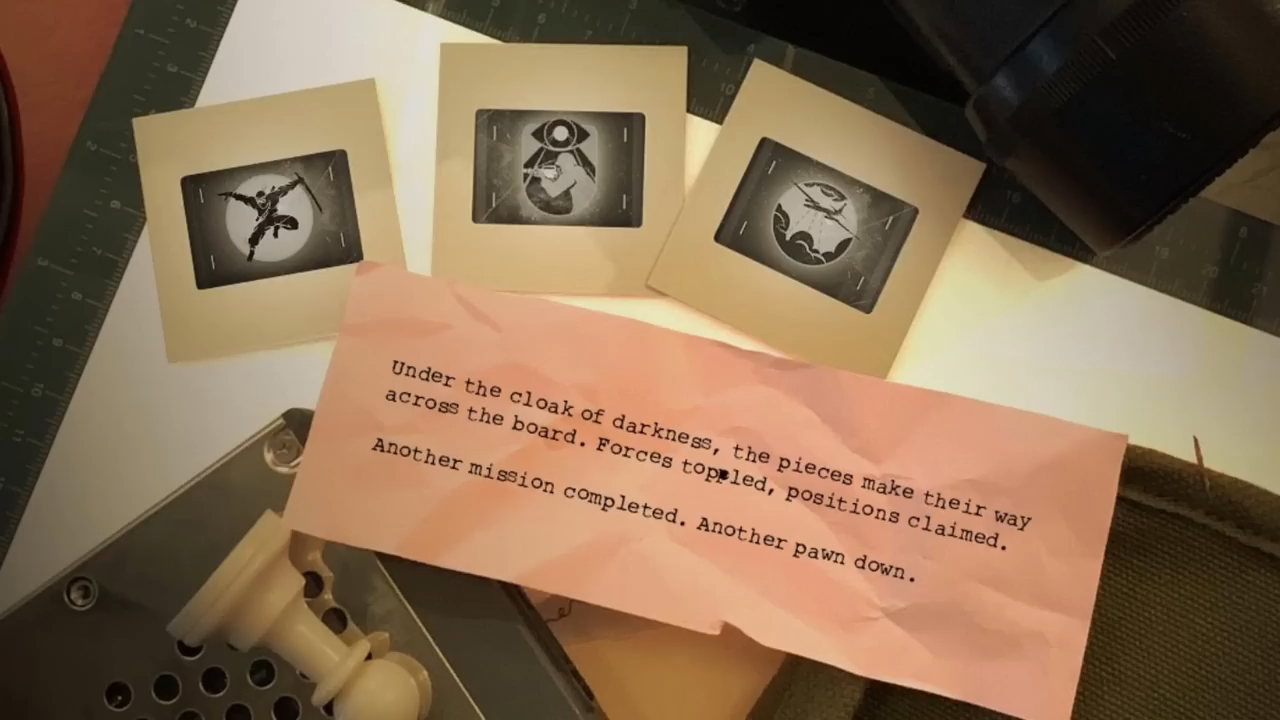 Under the cloak of darkness, the pieces make their way
across the board. Forces toppled, positions claimed.
Another mission completed. Another pawn down.